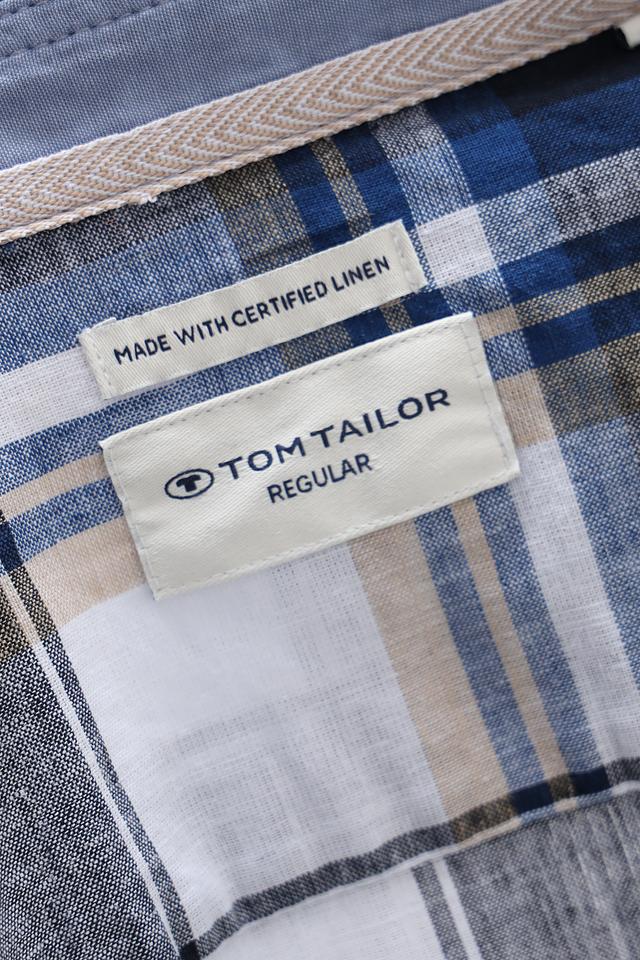 MADE WITH CERTIFIED LINEN
TOM TAILOR
REGULAR